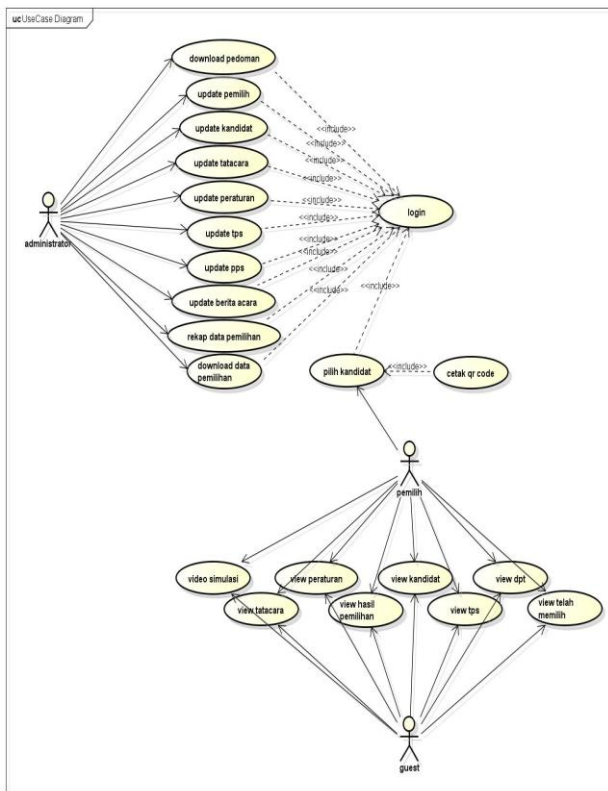 uc UseCase Diagram
download pedoman
update pemilih
<<include>>
update kandidat
<<include>>
<<include>>
update tatacara
<<include>>
update peraturan
<<include>>
login
administrator
update tps
<<include>>
update pps
<<include>>
<<include>>
update berita acara
<<include>>
<<include>>
rekap data pemilihan
download data
pemilihan
pilih kandidat
<<include>>
cetak qr code
pemilih
video simulasi
view peraturan
view kandidat
view dpt
view tatacara
view hasil
pemilihan
view tps
view telah
memilih
guest